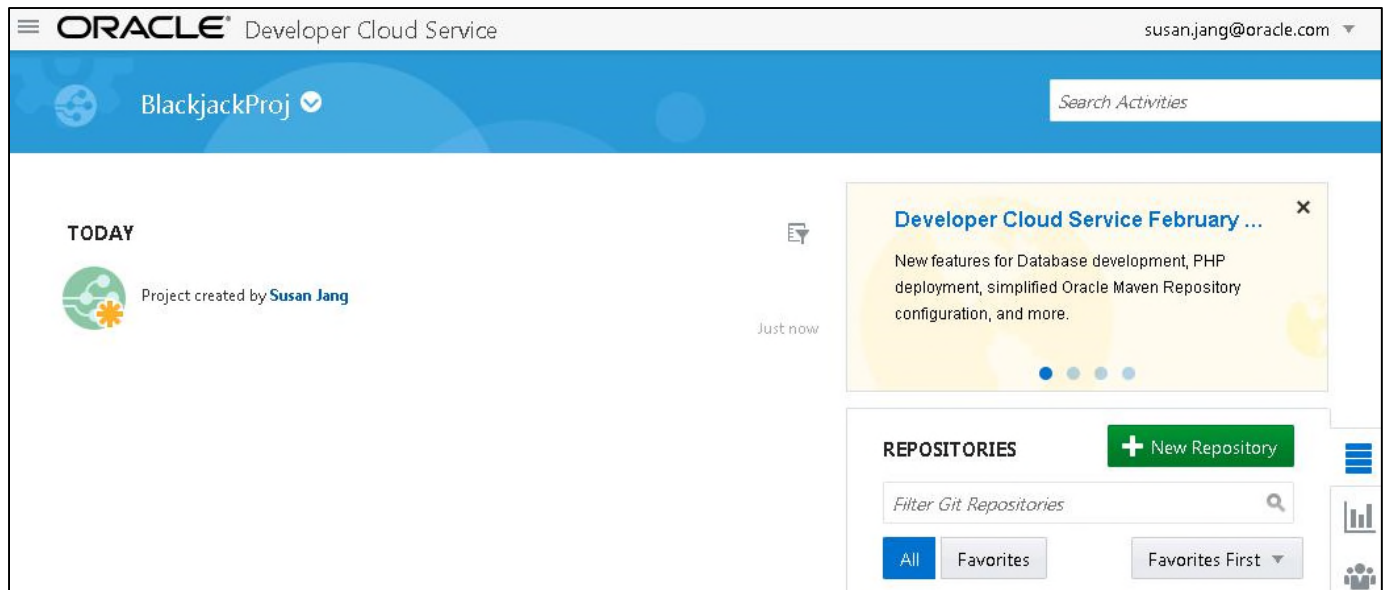 ORACLE® Developer Cloud Service
susan.jang@oracle.com
BlackjackProj
Search Activities
TODAY
Project created by Susan Jang
Just now
Developer Cloud Service February ...
New features for Database development, PHP
deployment, simplified Oracle Maven Repository
configuration, and more.
REPOSITORIES
New Repository
Filter Git Repositories
All
Favorites
Favorites First